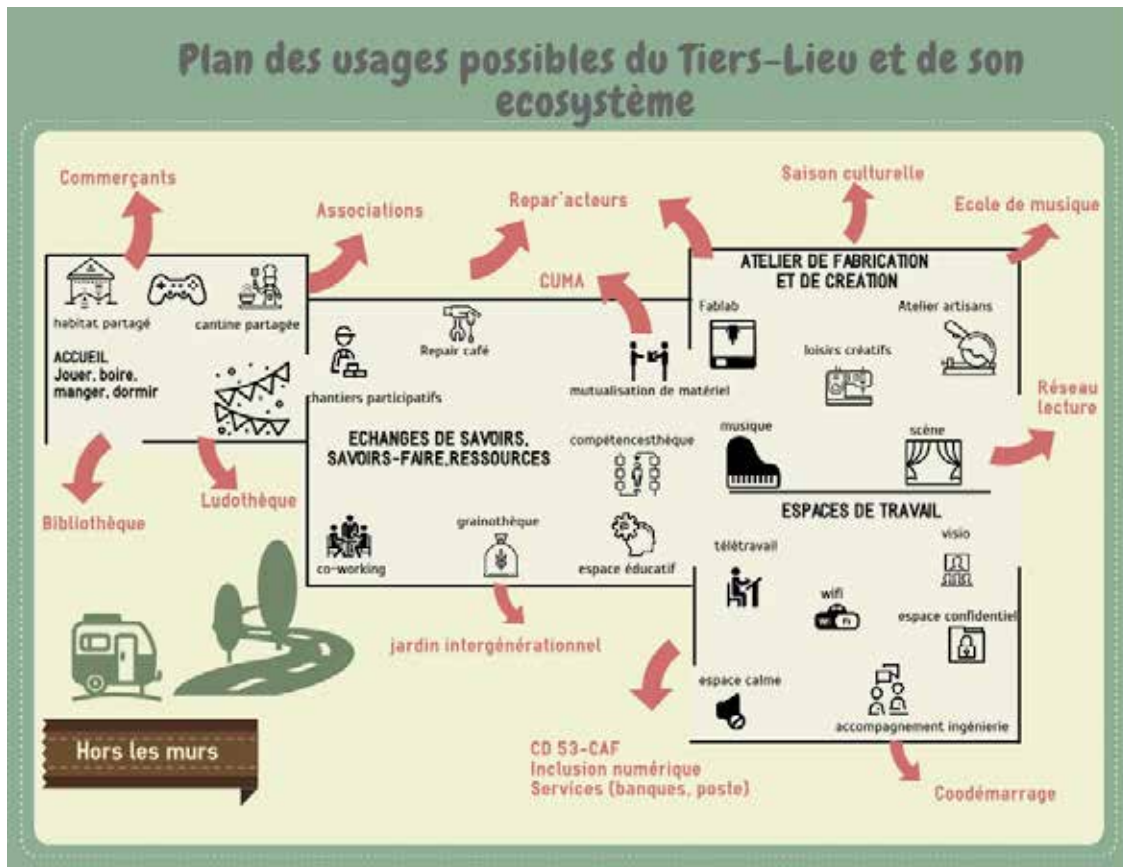 Plan des usages possibles du Tiers-Lieu et de son
ecosystème
Commerçants
Associations
Repar'acteurs
Saison culturelle
Ecole de musique
CUMA
habitat partagé
cantine partagée
ACCUEIL
Jouer, boire,
manger, dormir
Bibliothèque
Ludothèque
Repair café
chantiers participatifs
mutualisation de matériel
ECHANGES DE SAVOIRS,
SAVOIRS-FAIRE,RESSOURCES
compétencesthèque
co-working
grainothèque
espace éducatif
jardin intergénérationnel
ATELIER DE FABRICATION
ET DE CREATION
Fablab
Atelier artisans
loisirs créatifs
musique
scène
Réseau
lecture
ESPACES DE TRAVAIL
télétravail
visio
wifi
Wi Fi
espace confidentiel
espace calme
accompagnement ingénierie
CD 53-CAF
Inclusion numérique
Services (banques, poste)
Coodémarrage
Hors les murs